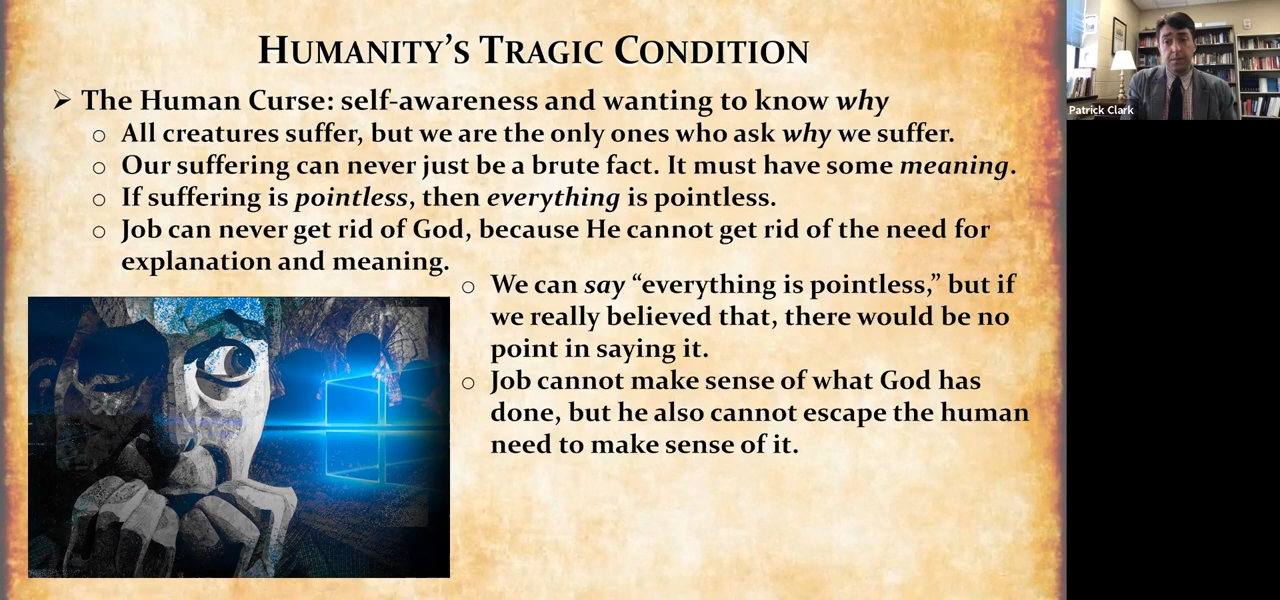 HUMANITY'S TRAGIC CONDITION
➢ The Human Curse: self-awareness and wanting to know why
○ All creatures suffer, but we are the only ones who ask why we suffer.
○ Our suffering can never just be a brute fact. It must have some meaning.
○ If suffering is pointless, then everything is pointless.
○ Job can never get rid of God, because He cannot get rid of the need for
explanation and meaning.
○ We can say “everything is pointless,” but if
we really believed that, there would be no
point in saying it.
○ Job cannot make sense of what God has
done, but he also cannot escape the human
need to make sense of it.
Patrick Clark